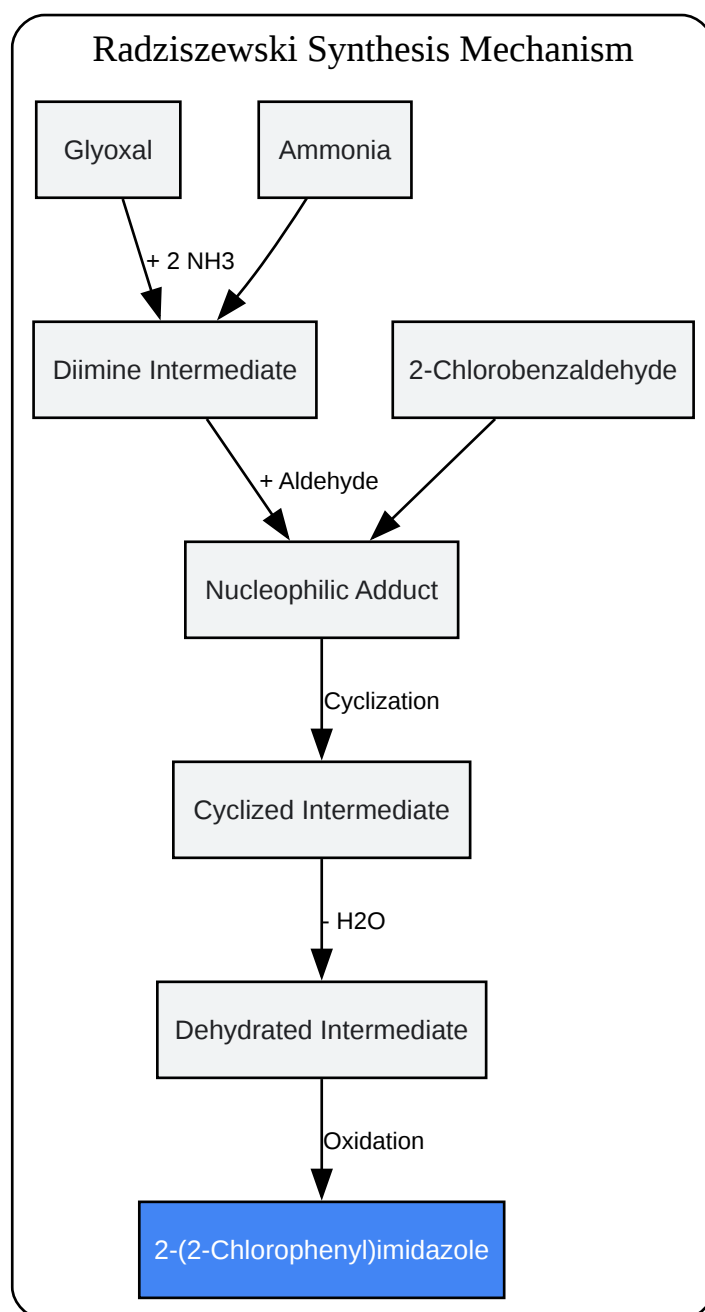 Radziszewski Synthesis Mechanism
Glyoxal
Ammonia
+ 2 NH3
Diimine Intermediate
2-Chlorobenzaldehyde
+ Aldehyde
Nucleophilic Adduct
Cyclization
Cyclized Intermediate
- H2O
Dehydrated Intermediate
Oxidation
2-(2-Chlorophenyl)imidazole